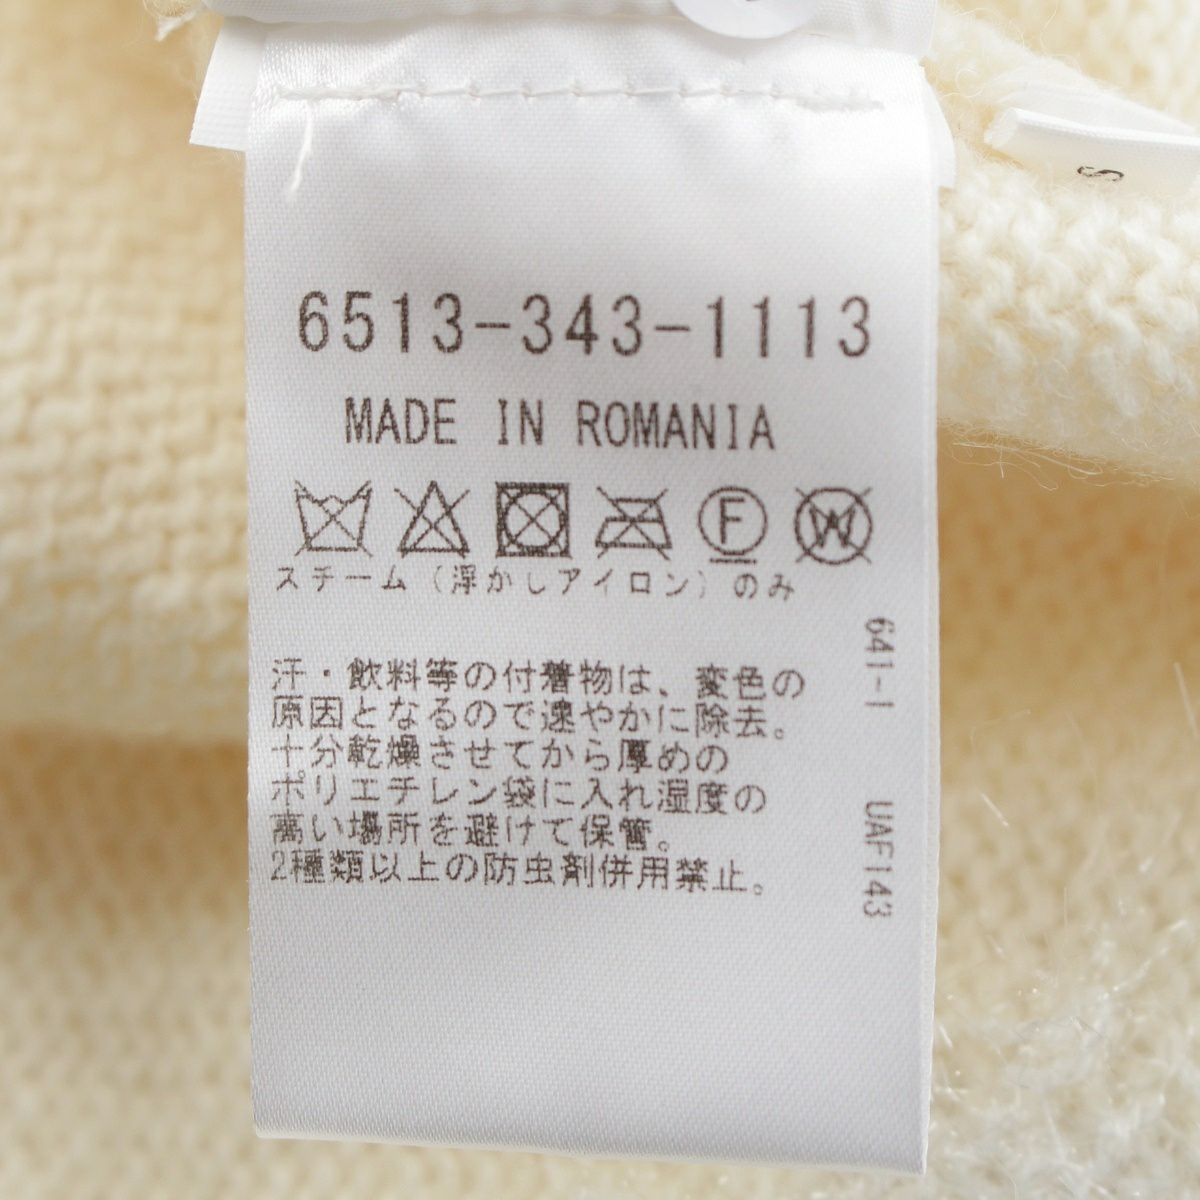 S
6513-343-1113
MADE IN ROMANIA
F W
スチーム(浮かしアイロン)のみ
汗・飲料等の付着物は、変色の
原因となるので速やかに除去。
十分乾燥させてから厚めの
ポリエチレン袋に入れ湿度の
高い場所を避けて保管。
2種類以上の防虫剤併用禁止。
641-1 UAF143